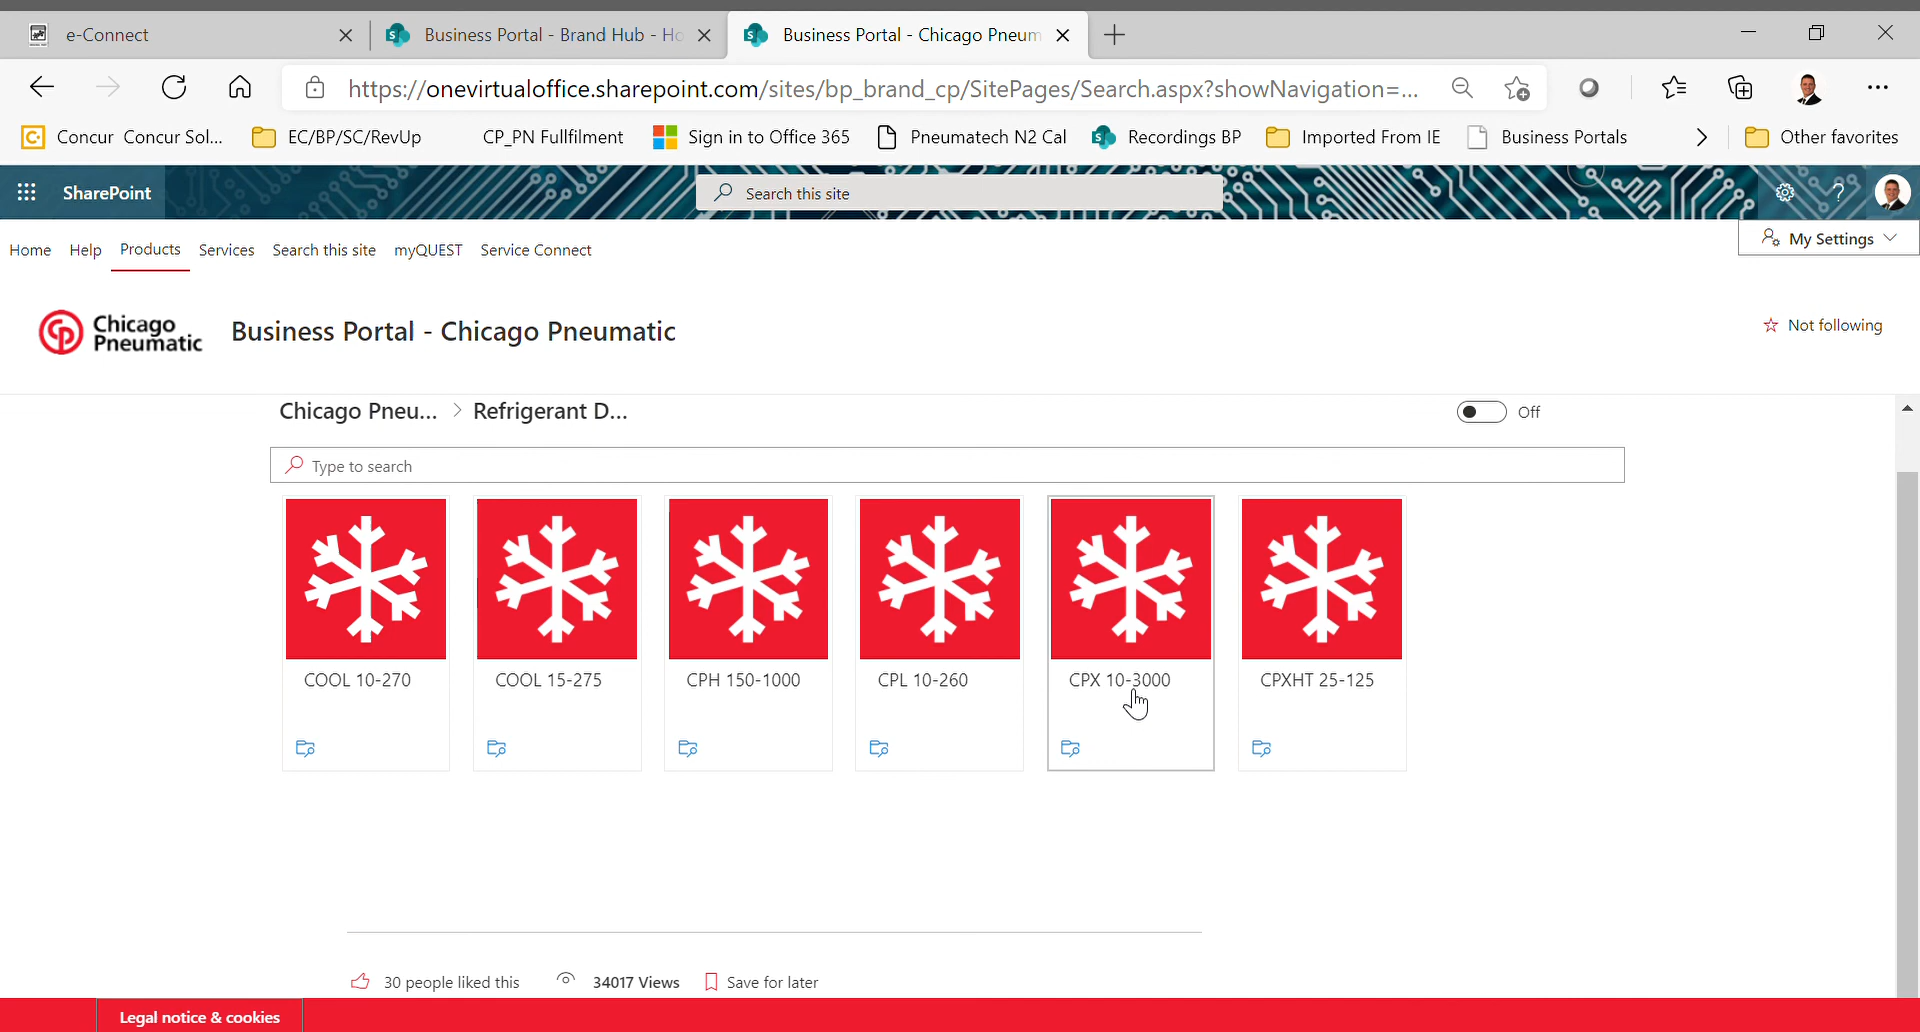 e-Connect
Business Portal - Brand Hub - Ho
Business Portal - Chicago Pneum
https://onevirtualoffice.sharepoint.com/sites/bp_brand_cp/SitePages/Search.aspx?showNavigation=...
Concur Concur Sol...
EC/BP/SC/RevUp
CP_PN Fullfilment
Sign in to Office 365
Pneumatech N2 Cal
Recordings BP
Imported From IE
Business Portals
Other favorites
SharePoint
Search this site
Home
Help
Products
Services
Search this site
myQUEST
Service Connect
My Settings
Chicago
Pneumatic
Business Portal - Chicago Pneumatic
Not following
Chicago Pneu... > Refrigerant D...
Off
Type to search
COOL 10-270
COOL 15-275
CPH 150-1000
CPL 10-260
CPX 10-3000
CPXHT 25-125
30 people liked this
34017 Views
Save for later
Legal notice & cookies